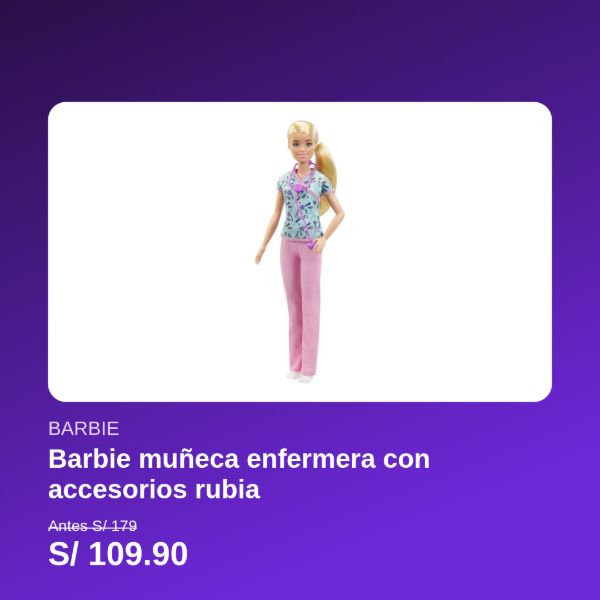 BARBIE
Barbie muñeca enfermera con
accesorios rubia
Antes S/ 179
S/ 109.90